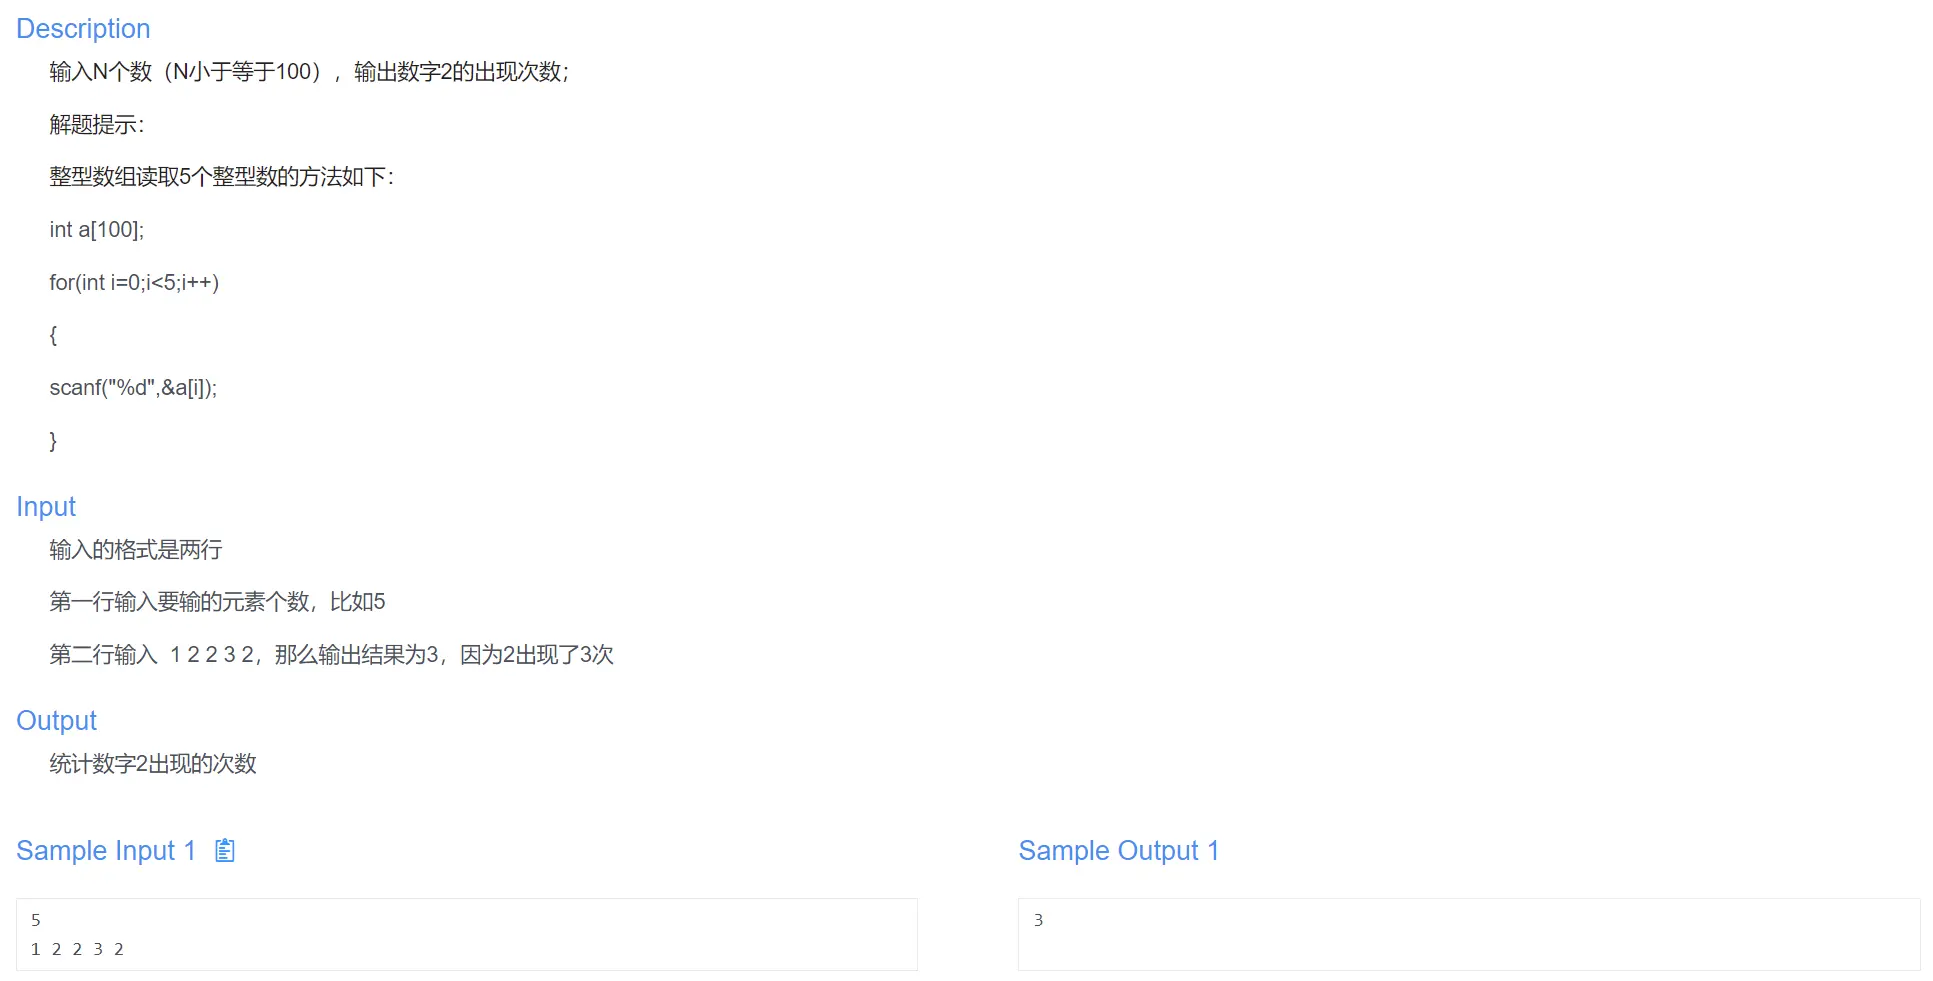 Description
输入N个数（N小于等于100），输出数字2的出现次数；
解题提示：
整型数组读取5个整型数的方法如下：
int a[100];
for(int i=0;i<5;i++)
{
scanf("%d",&a[i]);
}
Input
输入的格式是两行
第一行输入要输的元素个数，比如5
第二行输入  1 2 2 3 2，那么输出结果为3，因为2出现了3次
Output
统计数字2出现的次数
Sample Input 1
5
1 2 2 3 2
Sample Output 1
3